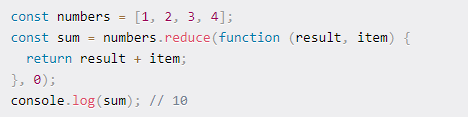 const numbers = [1, 2, 3, 4];
const sum = numbers.reduce(function (result, item) {
  return result + item;
}, 0);
console.log(sum); // 10